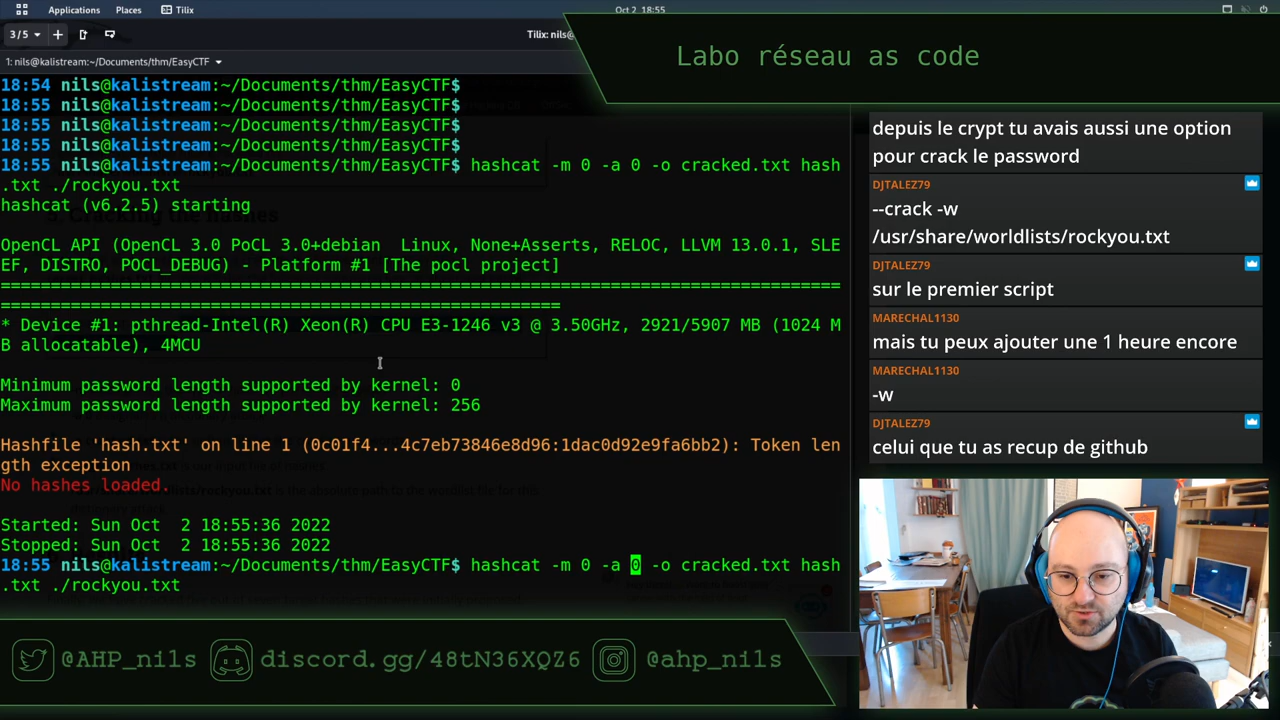 Applications Places Tilix Oct 2 18:55
3/5 Tilix: nils@
1: nils@kalistream:~/Documents/thm/EasyCTF
Labo réseau as code
18:54 nils@kalistream:~/Documents/thm/EasyCTF$
18:55 nils@kalistream:~/Documents/thm/EasyCTF$
18:55 nils@kalistream:~/Documents/thm/EasyCTF$
18:55 nils@kalistream:~/Documents/thm/EasyCTF$
18:55 nils@kalistream:~/Documents/thm/EasyCTF$ hashcat -m 0 -a 0 -o cracked.txt hash
.txt ./rockyou.txt
hashcat (v6.2.5) starting
OpenCL API (OpenCL 3.0 PoCL 3.0+debian  Linux, None+Asserts, RELOC, LLVM 13.0.1, SLE
EF, DISTRO, POCL_DEBUG) - Platform #1 [The pocl project]
====================================================================================
========================================================
* Device #1: pthread-Intel(R) Xeon(R) CPU E3-1246 v3 @ 3.50GHz, 2921/5907 MB (1024 M
B allocatable), 4MCU
Minimum password length supported by kernel: 0
Maximum password length supported by kernel: 256
Hashfile 'hash.txt' on line 1 (0c01f4...4c7eb73846e8d96:1dac0d92e9fa6bb2): Token len
gth exception
No hashes loaded.
Started: Sun Oct  2 18:55:36 2022
Stopped: Sun Oct  2 18:55:36 2022
18:55 nils@kalistream:~/Documents/thm/EasyCTF$ hashcat -m 0 -a 0 -o cracked.txt hash
.txt ./rockyou.txt
depuis le crypt tu avais aussi une option
pour crack le password
DJTALEZ79
--crack -w
/usr/share/worldlists/rockyou.txt
DJTALEZ79
sur le premier script
MARECHAL1130
mais tu peux ajouter une 1 heure encore
MARECHAL1130
-w
DJTALEZ79
celui que tu as recup de github
@AHP_nils discord.gg/48tN36XQZ6 @ahp_nils